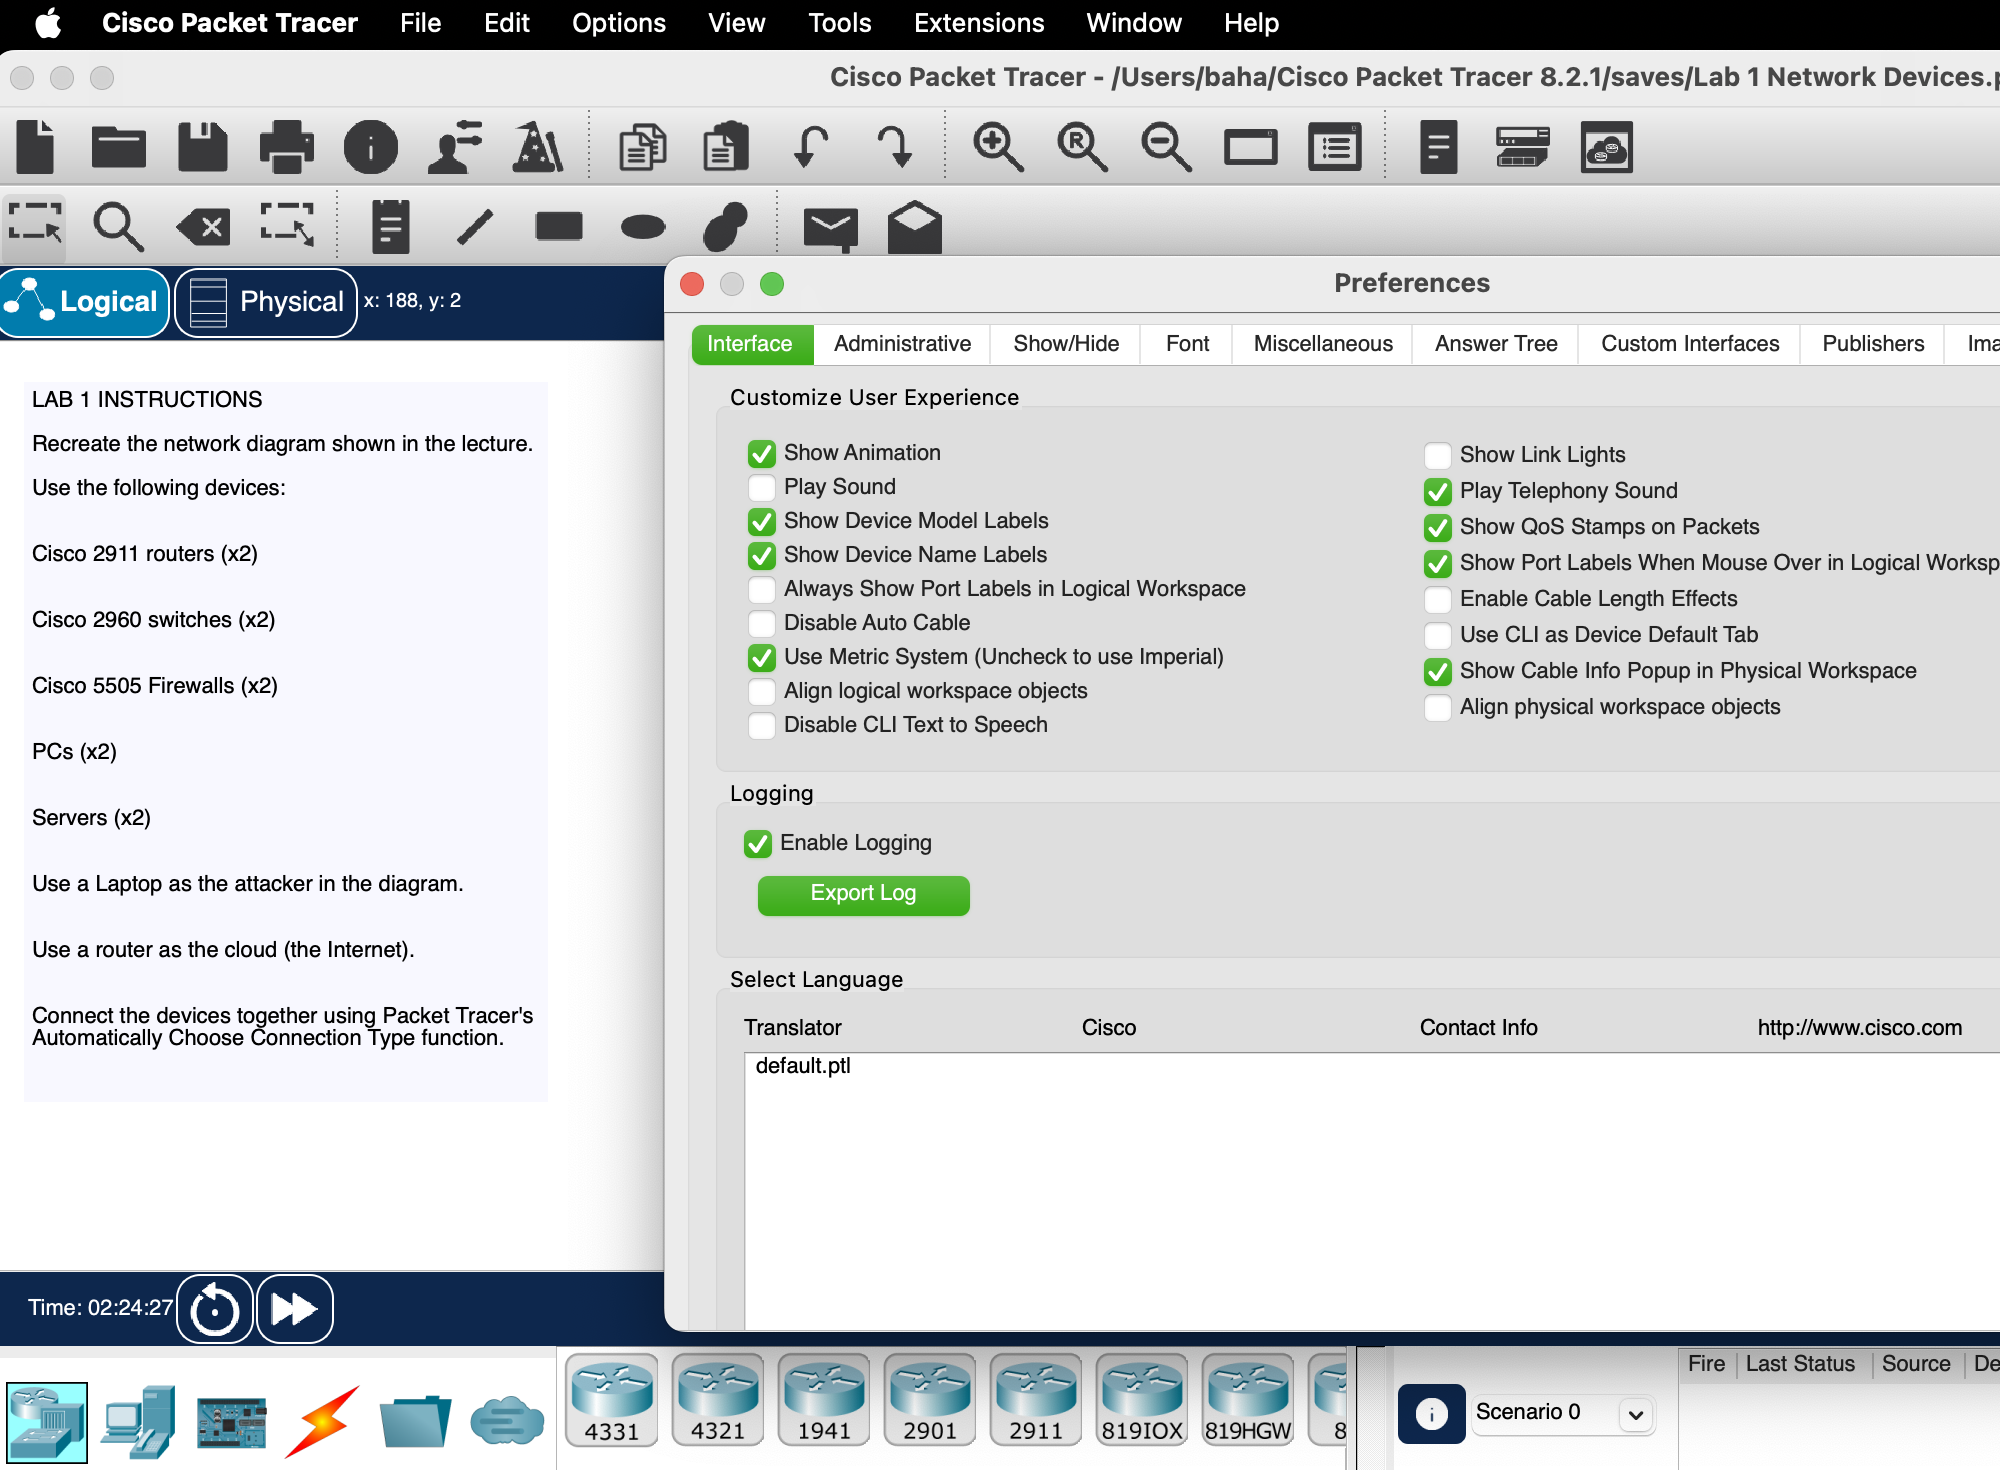 Cisco Packet Tracer File Edit Options View Tools Extensions Window Help
Cisco Packet Tracer - /Users/baha/Cisco Packet Tracer 8.2.1/saves/Lab 1 Network Devices.p
Logical Physical x: 188, y: 2
LAB 1 INSTRUCTIONS
Recreate the network diagram shown in the lecture.
Use the following devices:
Cisco 2911 routers (x2)
Cisco 2960 switches (x2)
Cisco 5505 Firewalls (x2)
PCs (x2)
Servers (x2)
Use a Laptop as the attacker in the diagram.
Use a router as the cloud (the Internet).
Connect the devices together using Packet Tracer's
Automatically Choose Connection Type function.
Preferences
Interface Administrative Show/Hide Font Miscellaneous Answer Tree Custom Interfaces Publishers Ima
Customize User Experience
Show Animation
Play Sound
Show Device Model Labels
Show Device Name Labels
Always Show Port Labels in Logical Workspace
Disable Auto Cable
Use Metric System (Uncheck to use Imperial)
Align logical workspace objects
Disable CLI Text to Speech
Show Link Lights
Play Telephony Sound
Show QoS Stamps on Packets
Show Port Labels When Mouse Over in Logical Worksp
Enable Cable Length Effects
Use CLI as Device Default Tab
Show Cable Info Popup in Physical Workspace
Align physical workspace objects
Logging
Enable Logging
Export Log
Select Language
Translator Cisco Contact Info http://www.cisco.com
default.ptl
Time: 02:24:27
4331 4321 1941 2901 2911 819IOX 819HGW 8
Scenario 0
Fire Last Status Source De